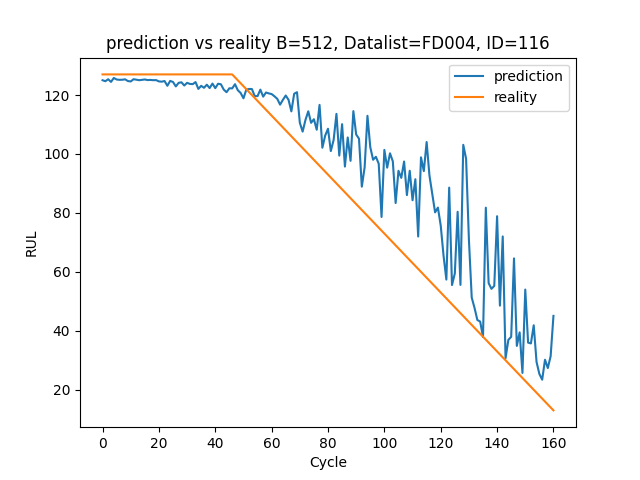 prediction vs reality B=512, Datalist=FD004, ID=116
prediction
reality
120
100
80
60
40
20
RUL
0 20 40 60 80 100 120 140 160
Cycle